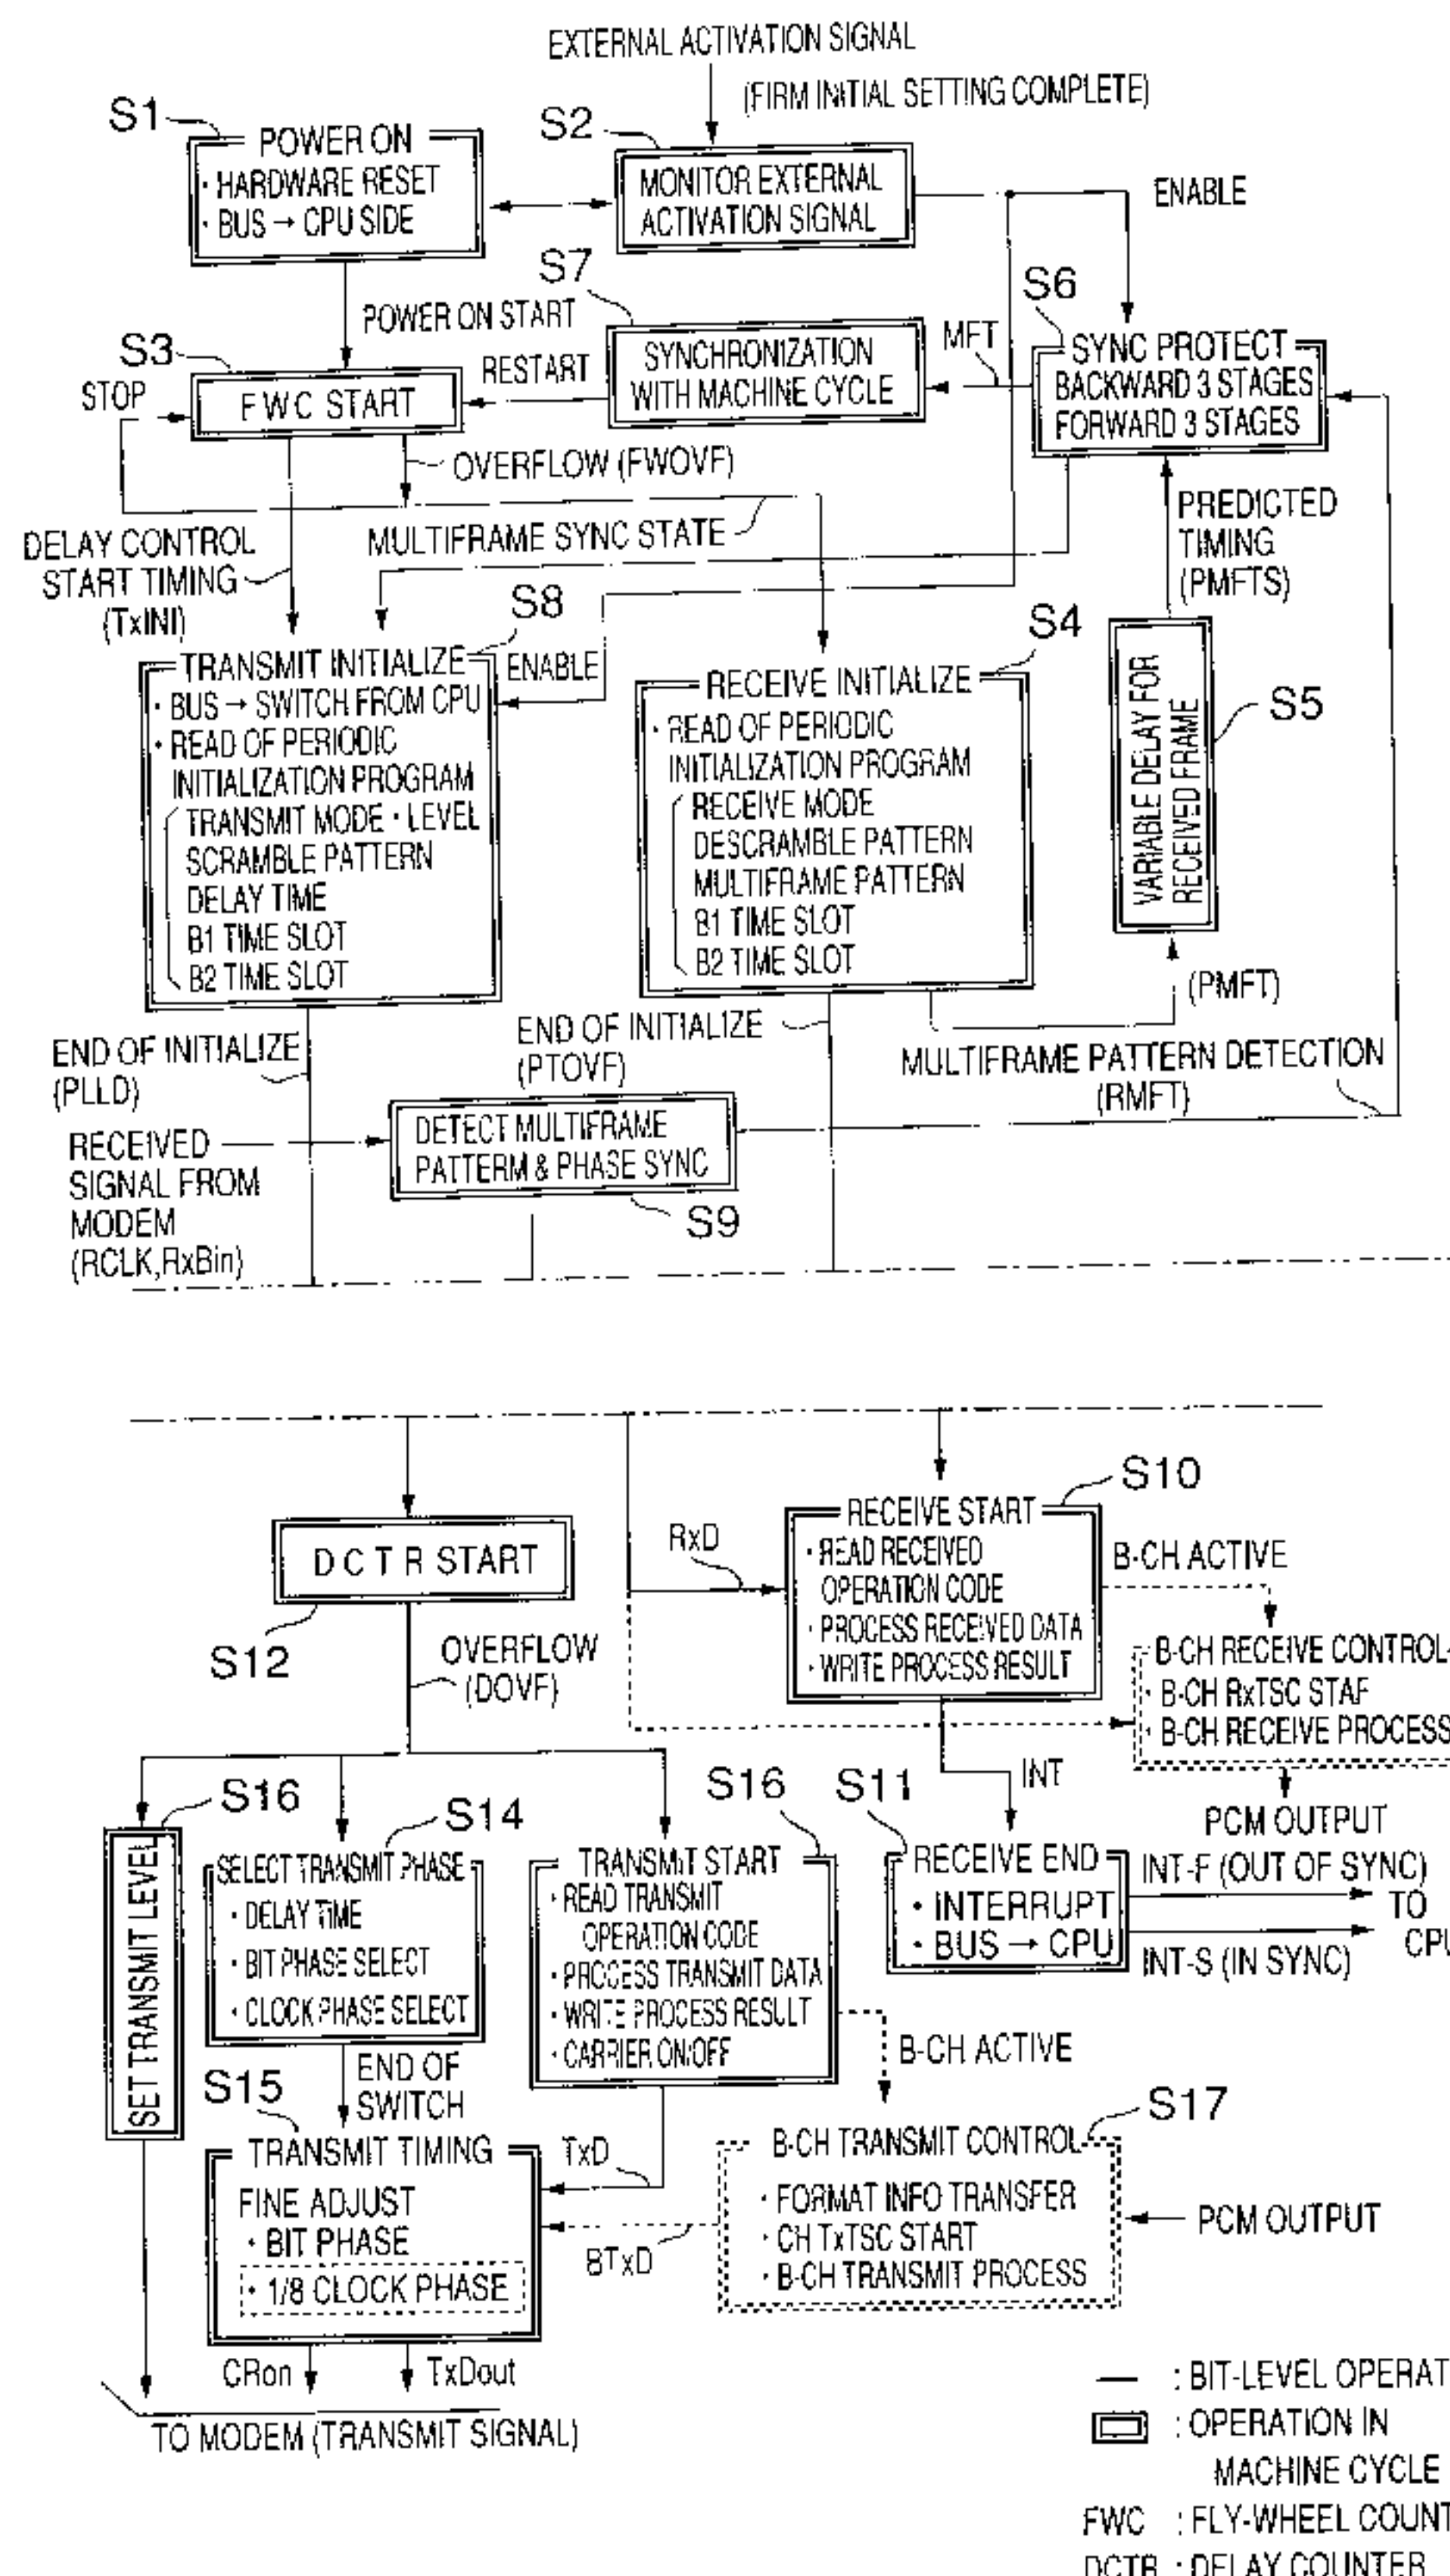 EXTERNAL ACTIVATION SIGNAL
(FIRM INITIAL SETTING COMPLETE)
S1
POWER ON
· HARDWARE RESET
· BUS → CPU SIDE
S2
MONITOR EXTERNAL
ACTIVATION SIGNAL
ENABLE
S7
POWER ON START
SYNCHRONIZATION
WITH MACHINE CYCLE
MFT
S6
SYNC PROTECT
BACKWARD 3 STAGES
FORWARD 3 STAGES
S3
STOP
FWC START
RESTART
OVERFLOW (FWOVF)
MULTIFRAME SYNC STATE
PREDICTED
TIMING
(PMFTS)
DELAY CONTROL
START TIMING
(TxINI)
S8
TRANSMIT INITIALIZE
· BUS → SWITCH FROM CPU
· READ OF PERIODIC
INITIALIZATION PROGRAM
TRANSMIT MODE · LEVEL
SCRAMBLE PATTERN
DELAY TIME
B1 TIME SLOT
B2 TIME SLOT
ENABLE
S4
RECEIVE INITIALIZE
· READ OF PERIODIC
INITIALIZATION PROGRAM
RECEIVE MODE
DESCRAMBLE PATTERN
MULTIFRAME PATTERN
B1 TIME SLOT
B2 TIME SLOT
S5
VARIABLE DELAY FOR
RECEIVED FRAME
(PMFT)
END OF INITIALIZE
(PLLD)
END OF INITIALIZE
(PTOVF)
MULTIFRAME PATTERN DETECTION
(RMFT)
RECEIVED
SIGNAL FROM
MODEM
(RCLK,RxBin)
DETECT MULTIFRAME
PATTERM & PHASE SYNC
S9
DCTR START
S12
OVERFLOW
(DOVF)
RxD
S10
RECEIVE START
· READ RECEIVED
OPERATION CODE
· PROCESS RECEIVED DATA
· WRITE PROCESS RESULT
B-CH ACTIVE
B-CH RECEIVE CONTROL
· B-CH RxTSC STAF
· B-CH RECEIVE PROCESS
PCM OUTPUT
INT
S16
SET TRANSMIT LEVEL
S14
SELECT TRANSMIT PHASE
· DELAY TIME
· BIT PHASE SELECT
· CLOCK PHASE SELECT
END OF
SWITCH
S16
TRANSMIT START
· READ TRANSMIT
OPERATION CODE
· PROCESS TRANSMIT DATA
· WRITE PROCESS RESULT
· CARRIER ON/OFF
S11
RECEIVE END
· INTERRUPT
· BUS → CPU
INT-F (OUT OF SYNC)
INT-S (IN SYNC)
TO
CPU
B-CH ACTIVE
S15
TRANSMIT TIMING
FINE ADJUST
· BIT PHASE
· 1/8 CLOCK PHASE
TxD
BTxD
S17
B-CH TRANSMIT CONTROL
· FORMAT INFO TRANSFER
· CH TxTSC START
· B-CH TRANSMIT PROCESS
PCM OUTPUT
CRon
TxDout
TO MODEM (TRANSMIT SIGNAL)
— : BIT-LEVEL OPERAT
: OPERATION IN
MACHINE CYCLE
FWC : FLY-WHEEL COUNT
DCTR : DELAY COUNTER